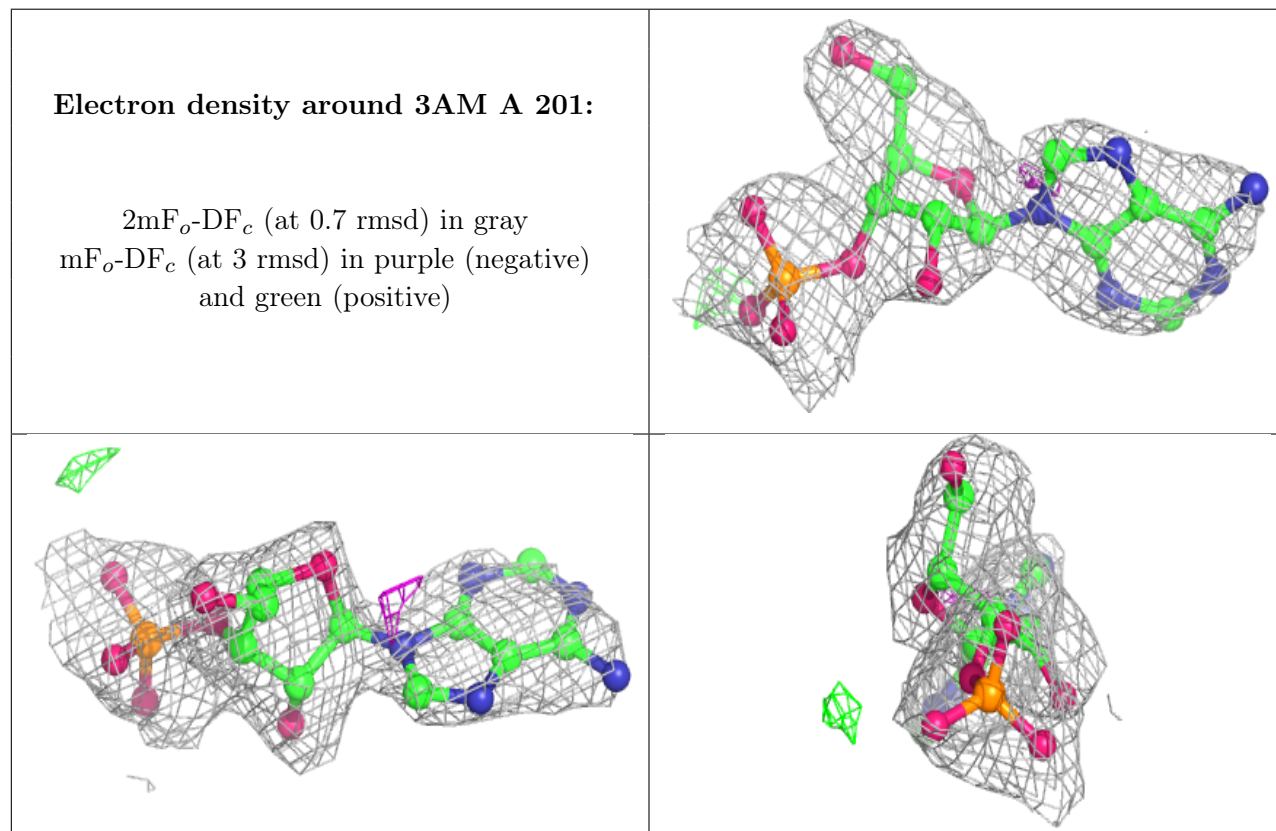 Electron density around 3AM A 201:
2mFo-DFc (at 0.7 rmsd) in gray
mFo-DFc (at 3 rmsd) in purple (negative)
and green (positive)